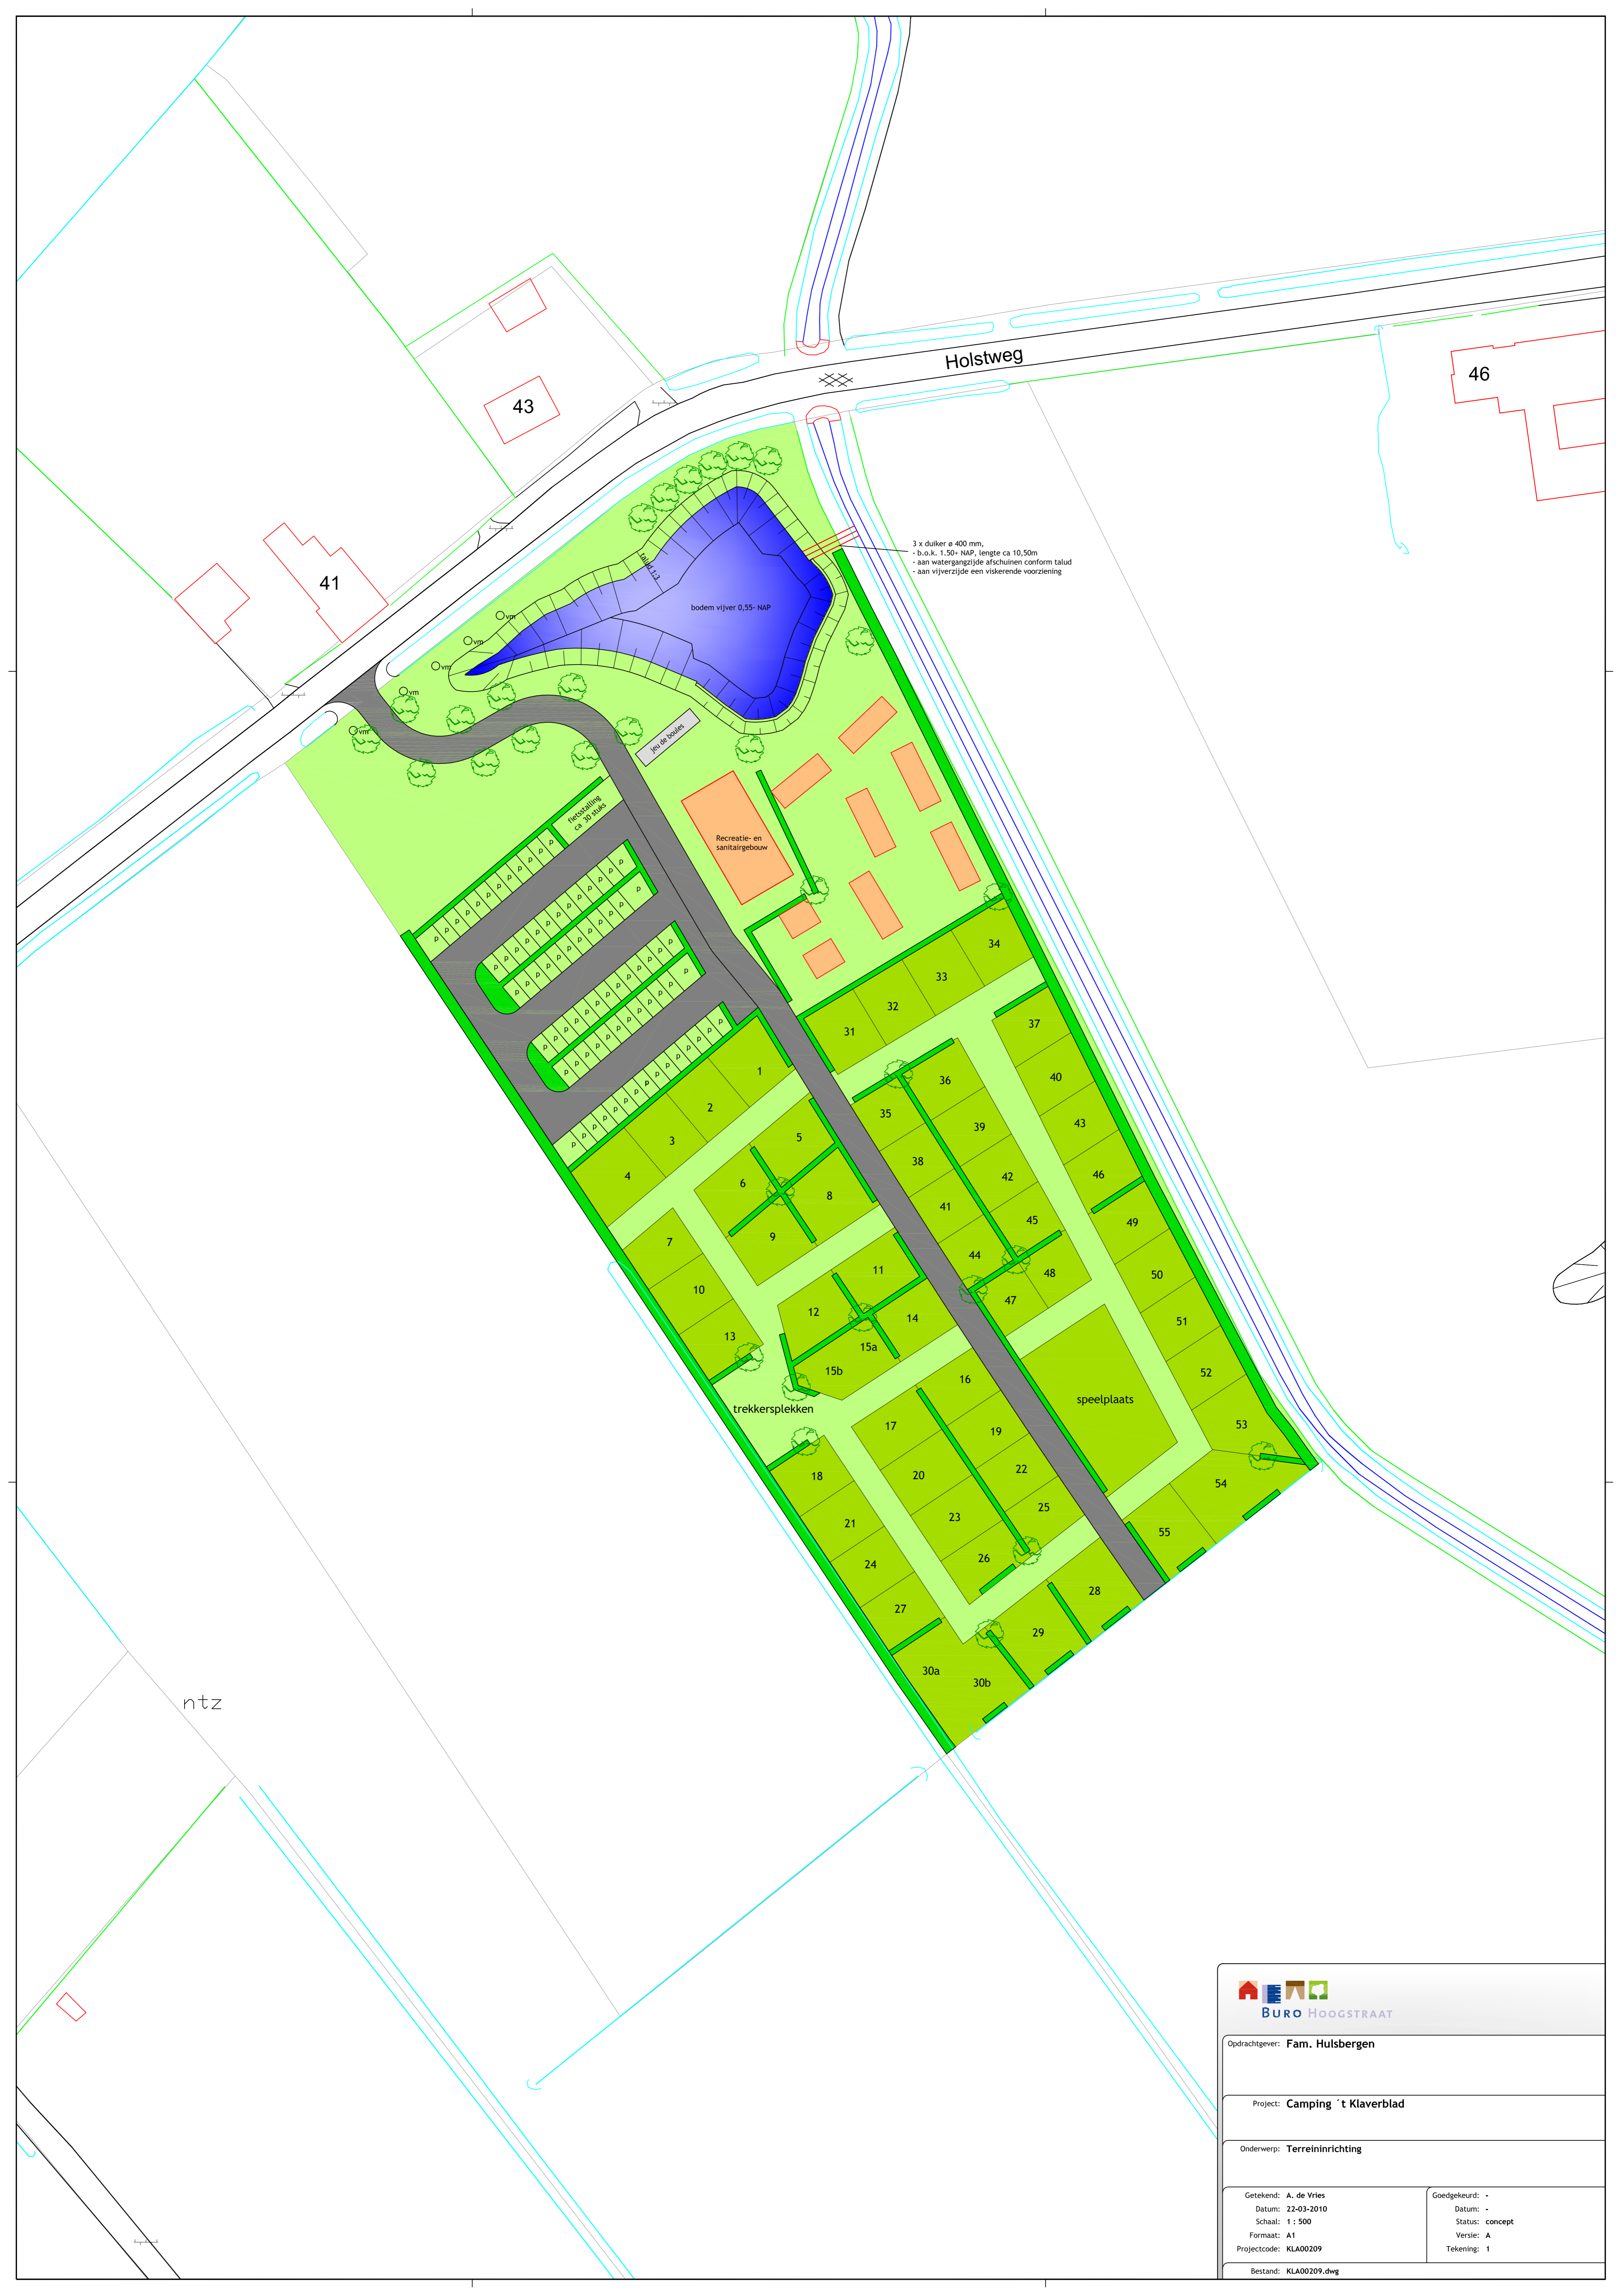 Holstweg
46
43
41
3 x duiker ø 400 mm,
- b.o.k. 1.50+ NAP, lengte ca 10,50m
- aan watergangzijde afschuinen conform talud
- aan vijverzijde een viskerende voorziening
talud 1:3
bodem vijver 0,55- NAP
vm
vm
vm
vm
vm
jeu de boules
fietsstalling
ca 30 stuks
Recreatie- en
sanitairgebouw
34
33
32
31
37
1
36
40
2
35
39
43
3
5
38
42
46
4
6
8
41
45
49
9
7
44
48
50
11
10
47
12
14
51
13
15a
15b
16
52
speelplaats
trekkersplekken
17
19
53
18
20
22
54
21
23
25
55
24
26
27
28
29
30a
30b
ntz
BURO HOOGSTRAAT
Opdrachtgever: Fam. Hulsbergen
Project: Camping ´t Klaverblad
Onderwerp: Terreininrichting
Getekend: A. de Vries
Datum: 22-03-2010
Schaal: 1 : 500
Formaat: A1
Projectcode: KLA00209
Goedgekeurd: -
Datum: -
Status: concept
Versie: A
Tekening: 1
Bestand: KLA00209.dwg